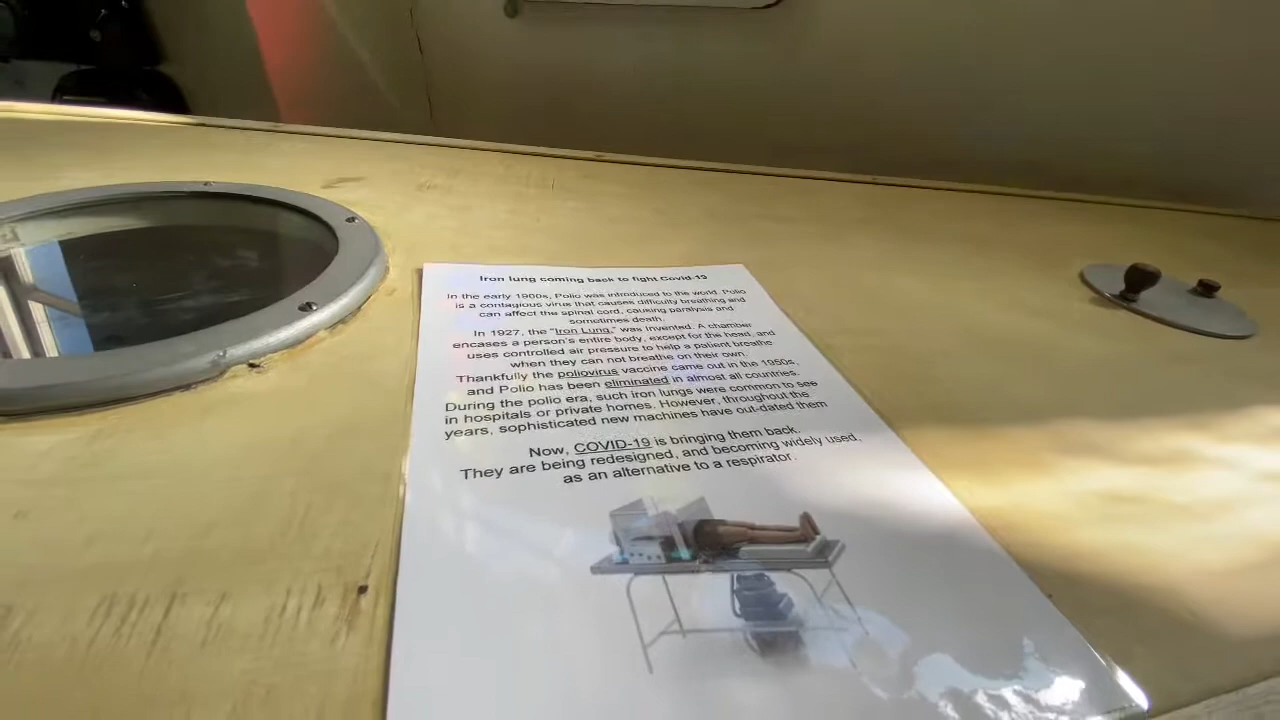 Iron lung coming back to fight Covid-19
In the early 1900s, Polio was introduced to the world. Polio
is a contagious virus that causes difficulty breathing and
can affect the spinal cord, causing paralysis and
sometimes death.
In 1927, the "Iron Lung," was invented. A chamber
encases a person's entire body, except for the head, and
uses controlled air pressure to help a patient breathe
when they can not breathe on their own.
Thankfully the poliovirus vaccine came out in the 1950s,
and Polio has been eliminated in almost all countries.
During the polio era, such iron lungs were common to see
in hospitals or private homes. However, throughout the
years, sophisticated new machines have out-dated them
Now, COVID-19 is bringing them back.
They are being redesigned, and becoming widely used,
as an alternative to a respirator.